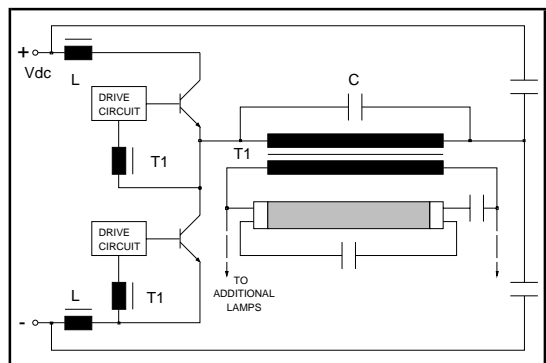 +
Vdc
L
DRIVE
CIRCUIT
T1
C
T1
DRIVE
CIRCUIT
T1
L
-
TO
ADDITIONAL
LAMPS